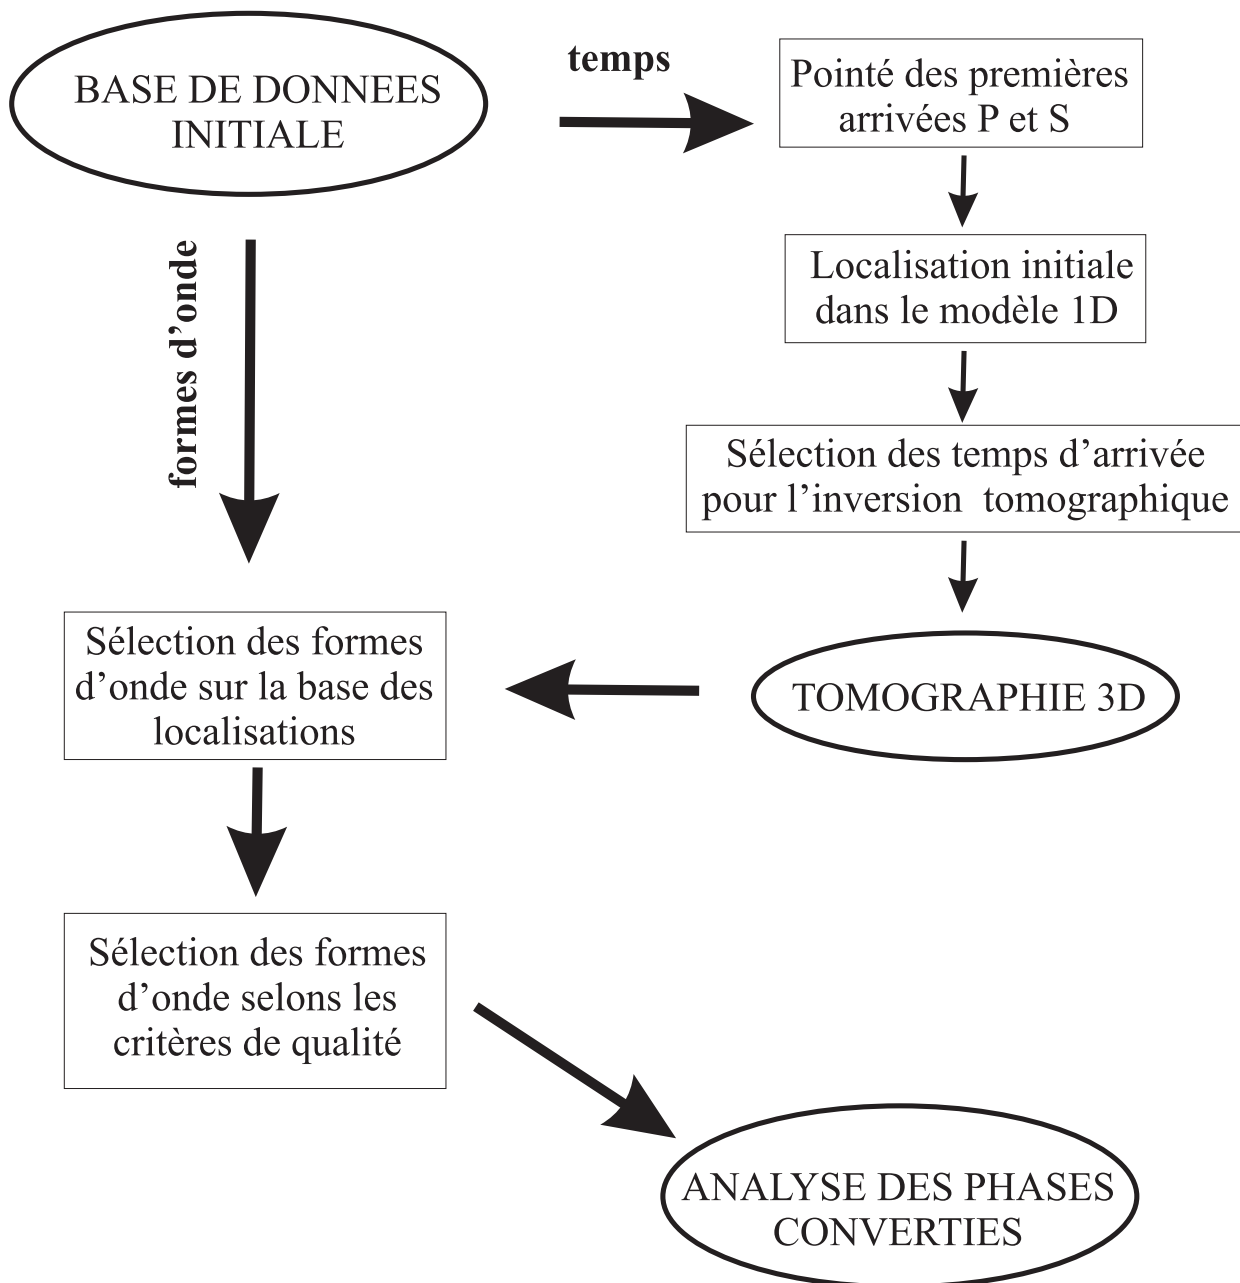 BASE DE DONNEES
INITIALE
temps
Pointé des premières
arrivées P et S
Localisation initiale
dans le modèle 1D
formes d’onde
Sélection des temps d’arrivée
pour l’inversion tomographique
TOMOGRAPHIE 3D
Sélection des formes
d’onde sur la base des
localisations
Sélection des formes
d’onde selons les
critères de qualité
ANALYSE DES PHASES
CONVERTIES